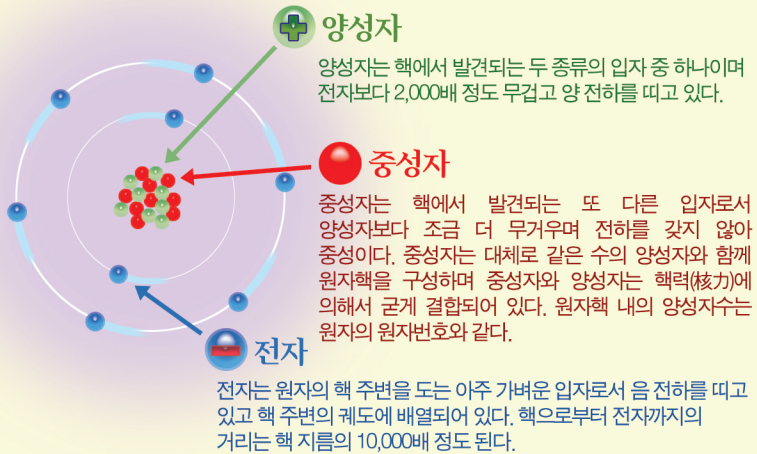 양성자
양성자는 핵에서 발견되는 두 종류의 입자 중 하나이며
전자보다 2,000배 정도 무겁고 양 전하를 띠고 있다.
중성자
중성자는 핵에서 발견되는 또 다른 입자로서
양성자보다 조금 더 무거우며 전하를 갖지 않아
중성이다. 중성자는 대체로 같은 수의 양성자와 함께
원자핵을 구성하며 중성자와 양성자는 핵력(核力)에
의해서 굳게 결합되어 있다. 원자핵 내의 양성자수는
원자의 원자번호와 같다.
전자
전자는 원자의 핵 주변을 도는 아주 가벼운 입자로서 음 전하를 띠고
있고 핵 주변의 궤도에 배열되어 있다. 핵으로부터 전자까지의
거리는 핵 지름의 10,000배 정도 된다.